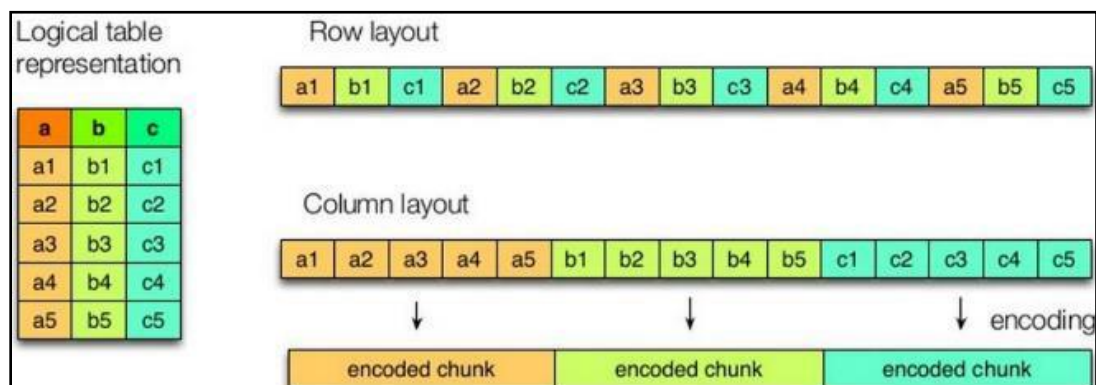 Logical table
representation
a b c
a1 b1 c1
a2 b2 c2
a3 b3 c3
a4 b4 c4
a5 b5 c5
Row layout
a1 b1 c1 a2 b2 c2 a3 b3 c3 a4 b4 c4 a5 b5 c5
Column layout
a1 a2 a3 a4 a5 b1 b2 b3 b4 b5 c1 c2 c3 c4 c5
encoding
encoded chunk encoded chunk encoded chunk